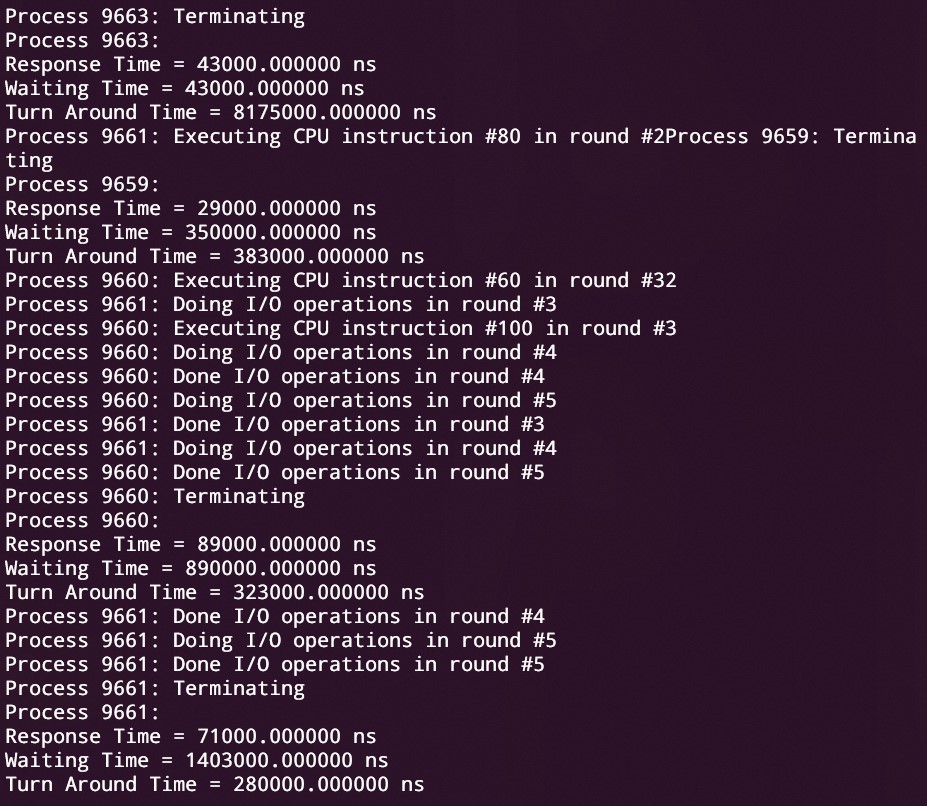 Process 9663: Terminating
Process 9663:
Response Time = 43000.000000 ns
Waiting Time = 43000.000000 ns
Turn Around Time = 8175000.000000 ns
Process 9661: Executing CPU instruction #80 in round #2Process 9659: Termina
ting
Process 9659:
Response Time = 29000.000000 ns
Waiting Time = 350000.000000 ns
Turn Around Time = 383000.000000 ns
Process 9660: Executing CPU instruction #60 in round #32
Process 9661: Doing I/O operations in round #3
Process 9660: Executing CPU instruction #100 in round #3
Process 9660: Doing I/O operations in round #4
Process 9660: Done I/O operations in round #4
Process 9660: Doing I/O operations in round #5
Process 9661: Done I/O operations in round #3
Process 9661: Doing I/O operations in round #4
Process 9660: Done I/O operations in round #5
Process 9660: Terminating
Process 9660:
Response Time = 89000.000000 ns
Waiting Time = 890000.000000 ns
Turn Around Time = 323000.000000 ns
Process 9661: Done I/O operations in round #4
Process 9661: Doing I/O operations in round #5
Process 9661: Done I/O operations in round #5
Process 9661: Terminating
Process 9661:
Response Time = 71000.000000 ns
Waiting Time = 1403000.000000 ns
Turn Around Time = 280000.000000 ns